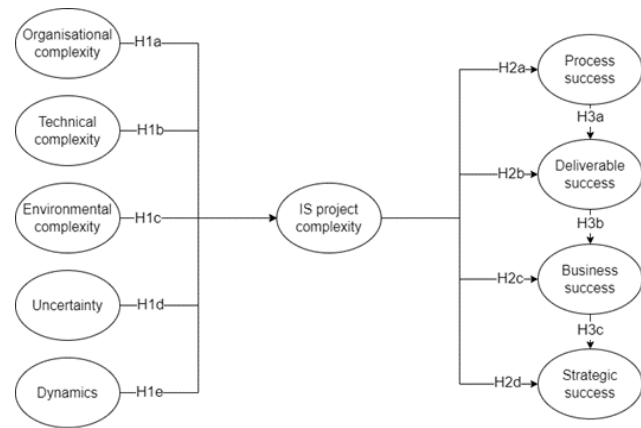 Organisational
complexity
H1a
Technical
complexity
H1b
Environmental
complexity
H1c
Uncertainty
H1d
Dynamics
H1e
IS project
complexity
H2a
Process
success
H3a
H2b
Deliverable
success
H3b
H2c
Business
success
H3c
H2d
Strategic
success